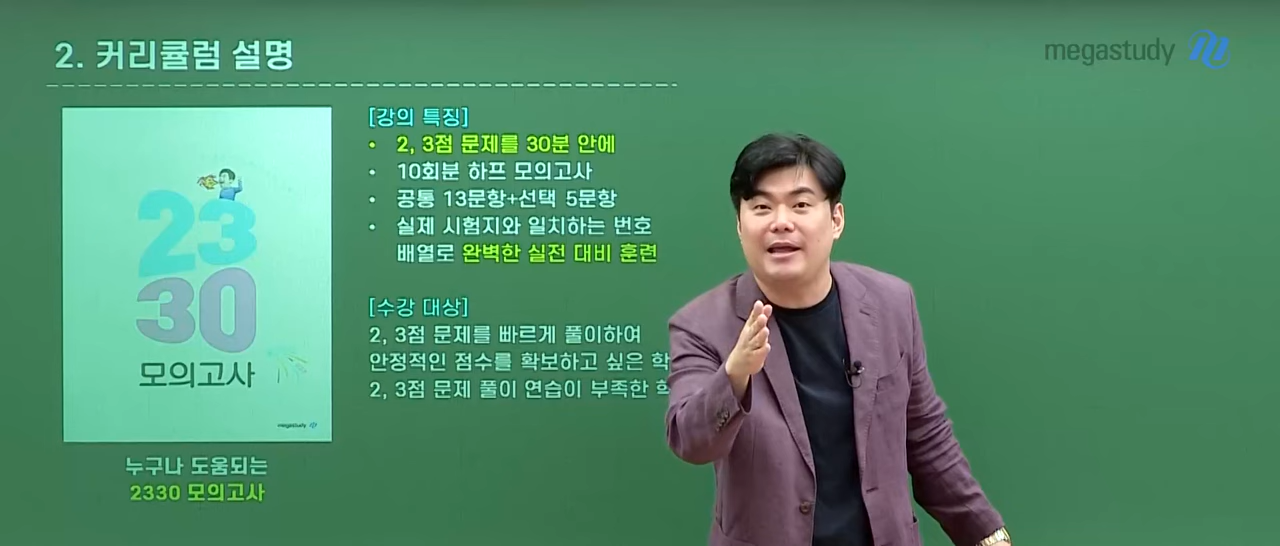 2. 커리큘럼 설명
megastudy
[강의 특징]
• 2, 3점 문제를 30분 안에
• 10회분 하프 모의고사
• 공통 13문항+선택 5문항
• 실제 시험지와 일치하는 번호
배열로 완벽한 실전 대비 훈련
[수강 대상]
2, 3점 문제를 빠르게 풀이하여
안정적인 점수를 확보하고 싶은
2, 3점 문제 풀이 연습이 부족한
23
30
모의고사
megastudy
누구나 도움되는
2330 모의고사